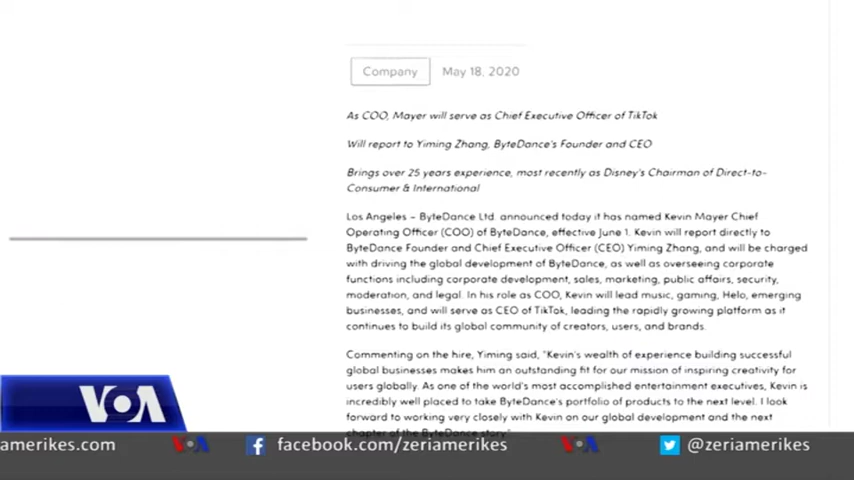 Company May 18, 2020
As COO, Mayer will serve as Chief Executive Officer of TikTok
Will report to Yiming Zhang, ByteDance's Founder and CEO
Brings over 25 years experience, most recently as Disney's Chairman of Direct-to-
Consumer & International
Los Angeles – ByteDance Ltd. announced today it has named Kevin Mayer Chief
Operating Officer (COO) of ByteDance, effective June 1. Kevin will report directly to
ByteDance Founder and Chief Executive Officer (CEO) Yiming Zhang, and will be charged
with driving the global development of ByteDance, as well as overseeing corporate
functions including corporate development, sales, marketing, public affairs, security,
moderation, and legal. In his role as COO, Kevin will lead music, gaming, Helo, emerging
businesses, and will serve as CEO of TikTok, leading the rapidly growing platform as it
continues to build its global community of creators, users, and brands.
Commenting on the hire, Yiming said, "Kevin's wealth of experience building successful
global businesses makes him an outstanding fit for our mission of inspiring creativity for
users globally. As one of the world's most accomplished entertainment executives, Kevin is
incredibly well placed to take ByteDance's portfolio of products to the next level. I look
forward to working very closely with Kevin on our global development and the next
chapter of the ByteDance story"
VOA
iamerikes.com VOA facebook.com/zeriamerikes VOA @zeriamerikes